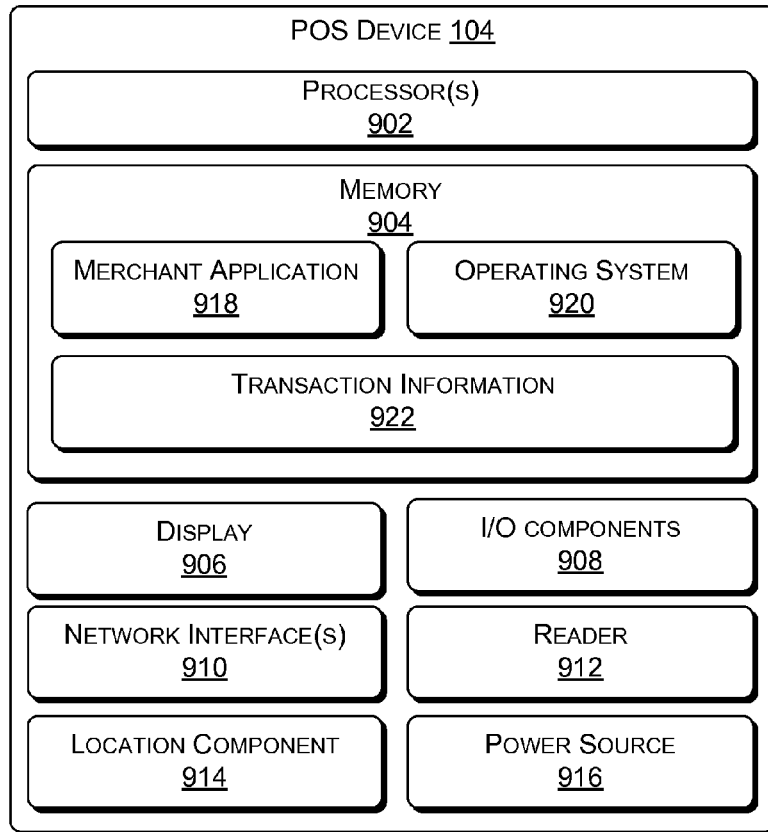 POS DEVICE 104
PROCESSOR(S)
902
MEMORY
904
MERCHANT APPLICATION
918
OPERATING SYSTEM
920
TRANSACTION INFORMATION
922
DISPLAY
906
I/O COMPONENTS
908
NETWORK INTERFACE(S)
910
READER
912
LOCATION COMPONENT
914
POWER SOURCE
916